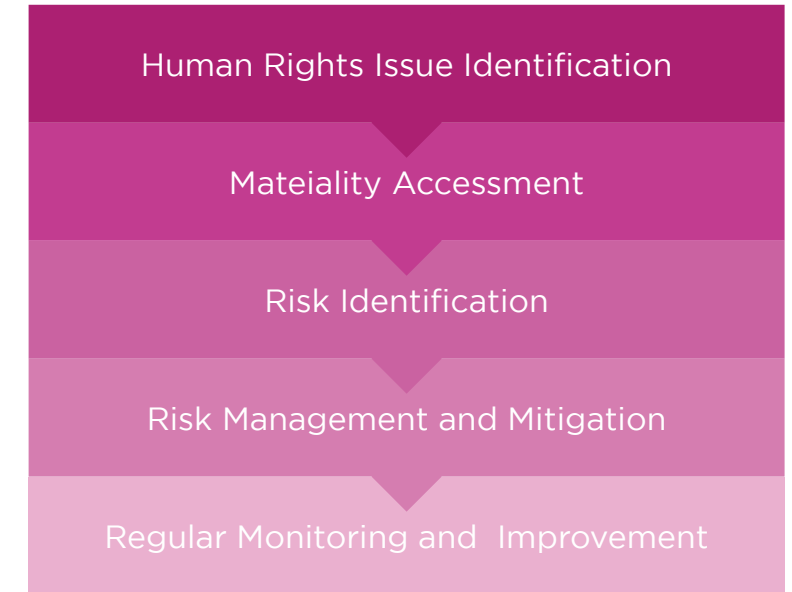 Human Rights Issue Identification
Mateiality Accessment
Risk Identification
Risk Management and Mitigation
Regular Monitoring and  Improvement